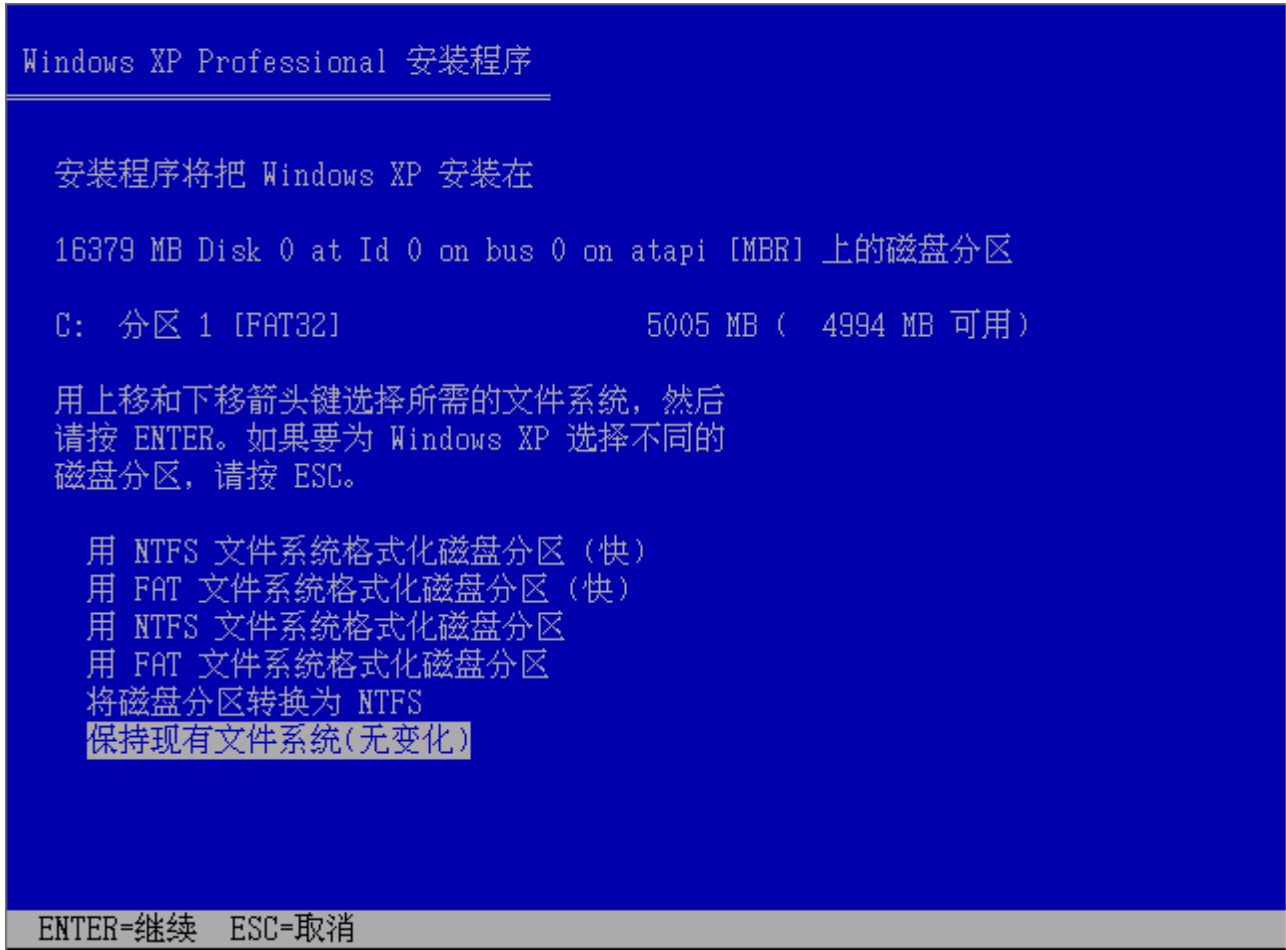 Windows XP Professional 安装程序
安装程序将把 Windows XP 安装在
16379 MB Disk 0 at Id 0 on bus 0 on atapi [MBR] 上的磁盘分区
C: 分区 1 [FAT32] 5005 MB ( 4994 MB 可用)
用上移和下移箭头键选择所需的文件系统，然后
请按 ENTER。如果要为 Windows XP 选择不同的
磁盘分区，请按 ESC。
用 NTFS 文件系统格式化磁盘分区（快）
用 FAT 文件系统格式化磁盘分区（快）
用 NTFS 文件系统格式化磁盘分区
用 FAT 文件系统格式化磁盘分区
将磁盘分区转换为 NTFS
保持现有文件系统(无变化)
ENTER=继续 ESC=取消